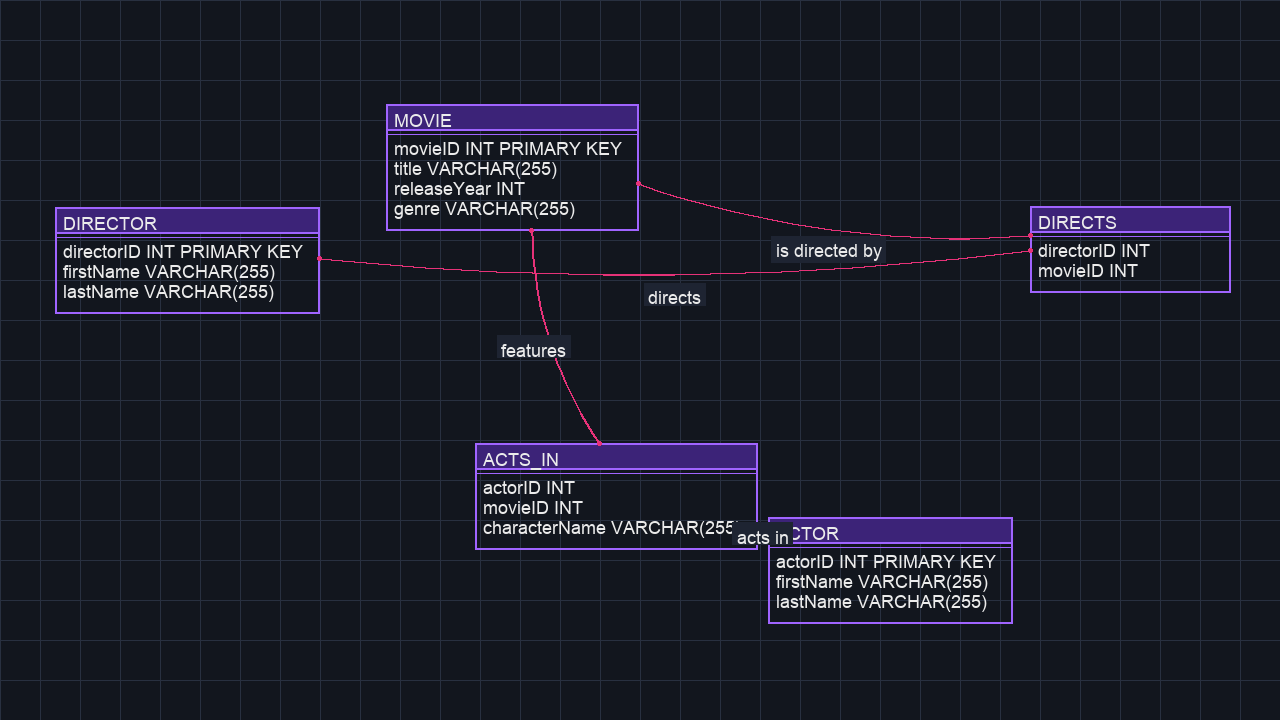 MOVIE
movieID INT PRIMARY KEY
title VARCHAR(255)
releaseYear INT
genre VARCHAR(255)
DIRECTOR
directorID INT PRIMARY KEY
firstName VARCHAR(255)
lastName VARCHAR(255)
DIRECTS
directorID INT
movieID INT
is directed by
directs
features
ACTS_IN
actorID INT
movieID INT
characterName VARCHAR(255
acts in
CTOR
actorID INT PRIMARY KEY
firstName VARCHAR(255)
lastName VARCHAR(255)